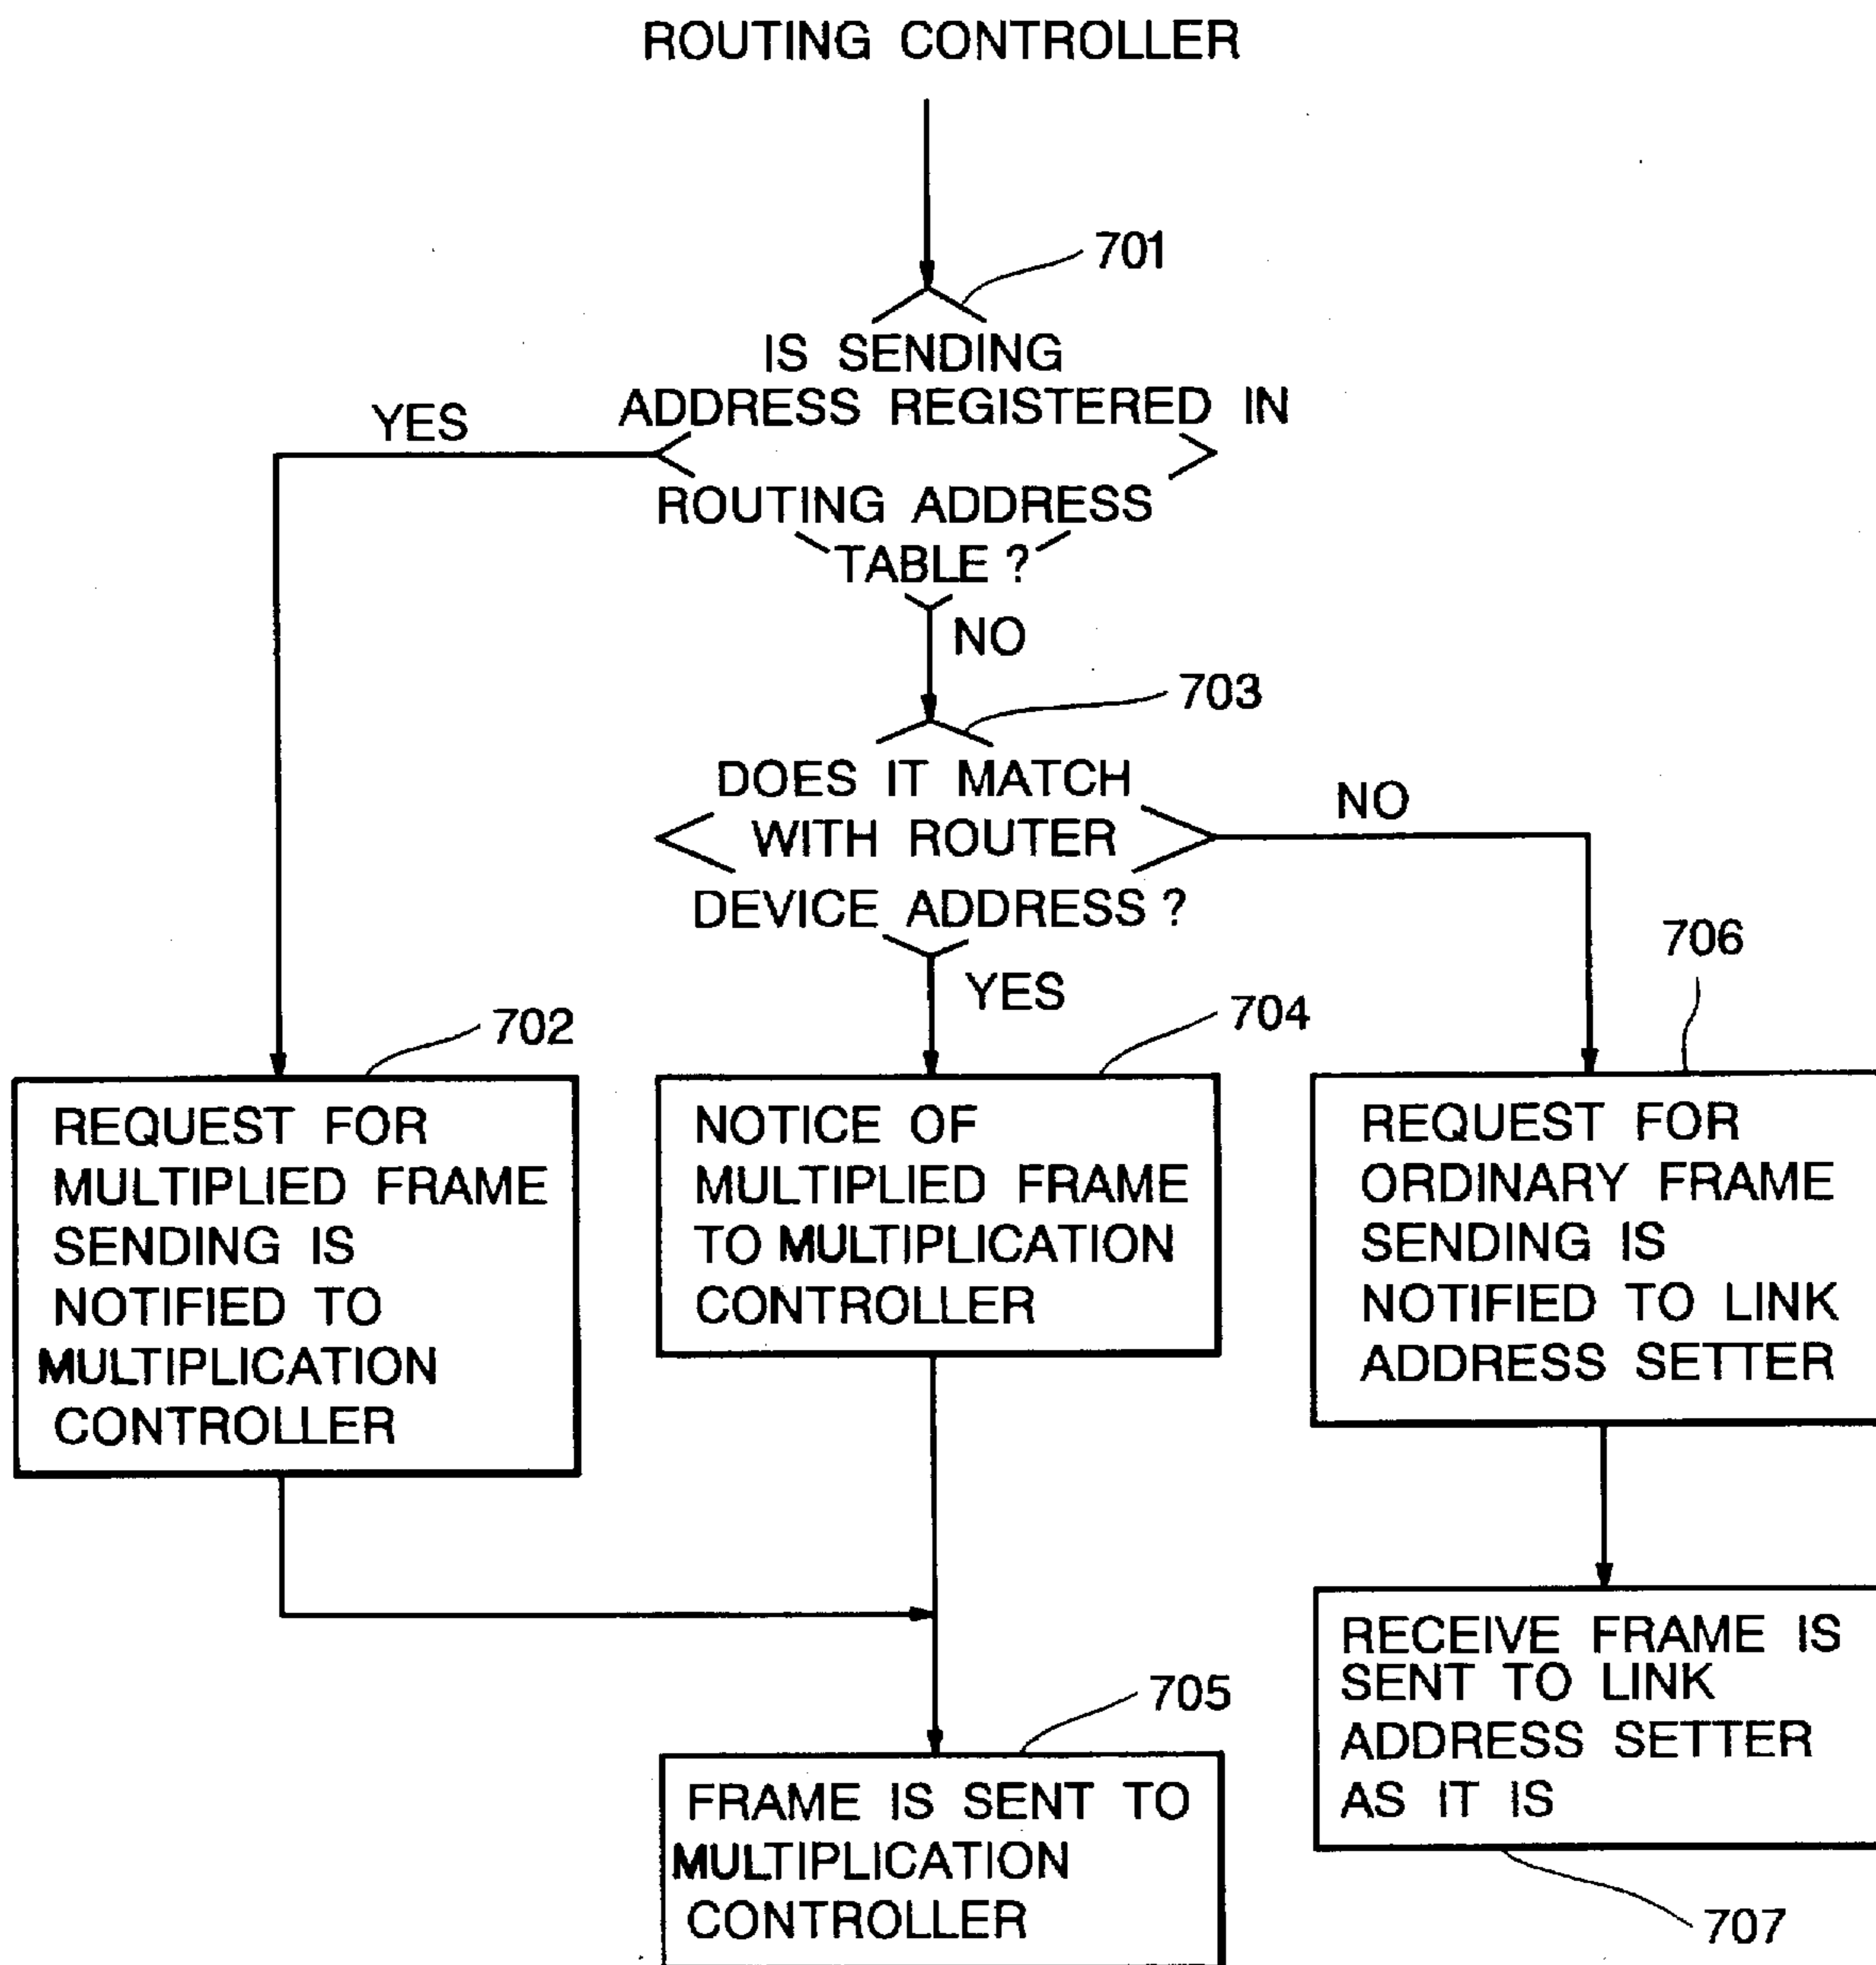 ROUTING CONTROLLER
701
IS SENDING
ADDRESS REGISTERED IN
ROUTING ADDRESS
TABLE ?
YES
NO
703
DOES IT MATCH
WITH ROUTER
DEVICE ADDRESS ?
NO
YES
702
REQUEST FOR
MULTIPLIED FRAME
SENDING IS
NOTIFIED TO
MULTIPLICATION
CONTROLLER
704
NOTICE OF
MULTIPLIED FRAME
TO MULTIPLICATION
CONTROLLER
706
REQUEST FOR
ORDINARY FRAME
SENDING IS
NOTIFIED TO LINK
ADDRESS SETTER
705
FRAME IS SENT TO
MULTIPLICATION
CONTROLLER
RECEIVE FRAME IS
SENT TO LINK
ADDRESS SETTER
AS IT IS
707